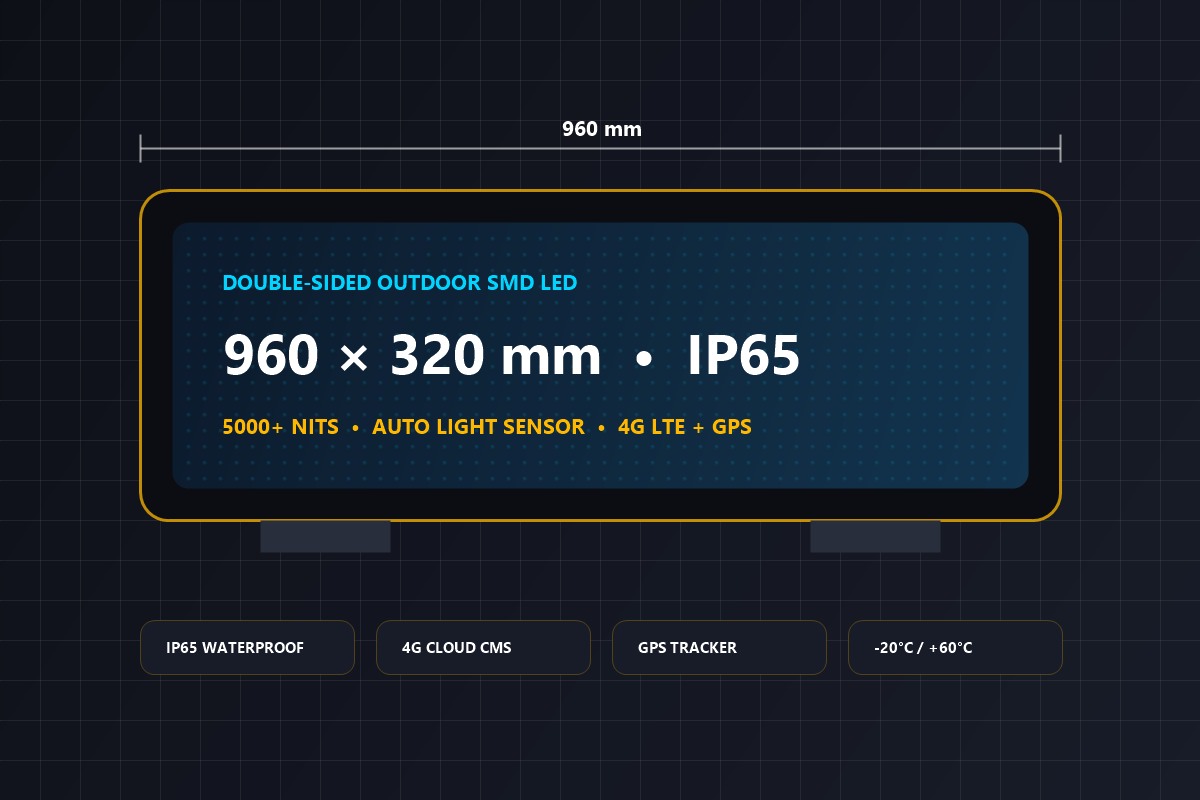 960 mm
DOUBLE-SIDED OUTDOOR SMD LED
960 × 320 mm • IP65
5000+ NITS • AUTO LIGHT SENSOR • 4G LTE + GPS
IP65 WATERPROOF
4G CLOUD CMS
GPS TRACKER
-20°C / +60°C